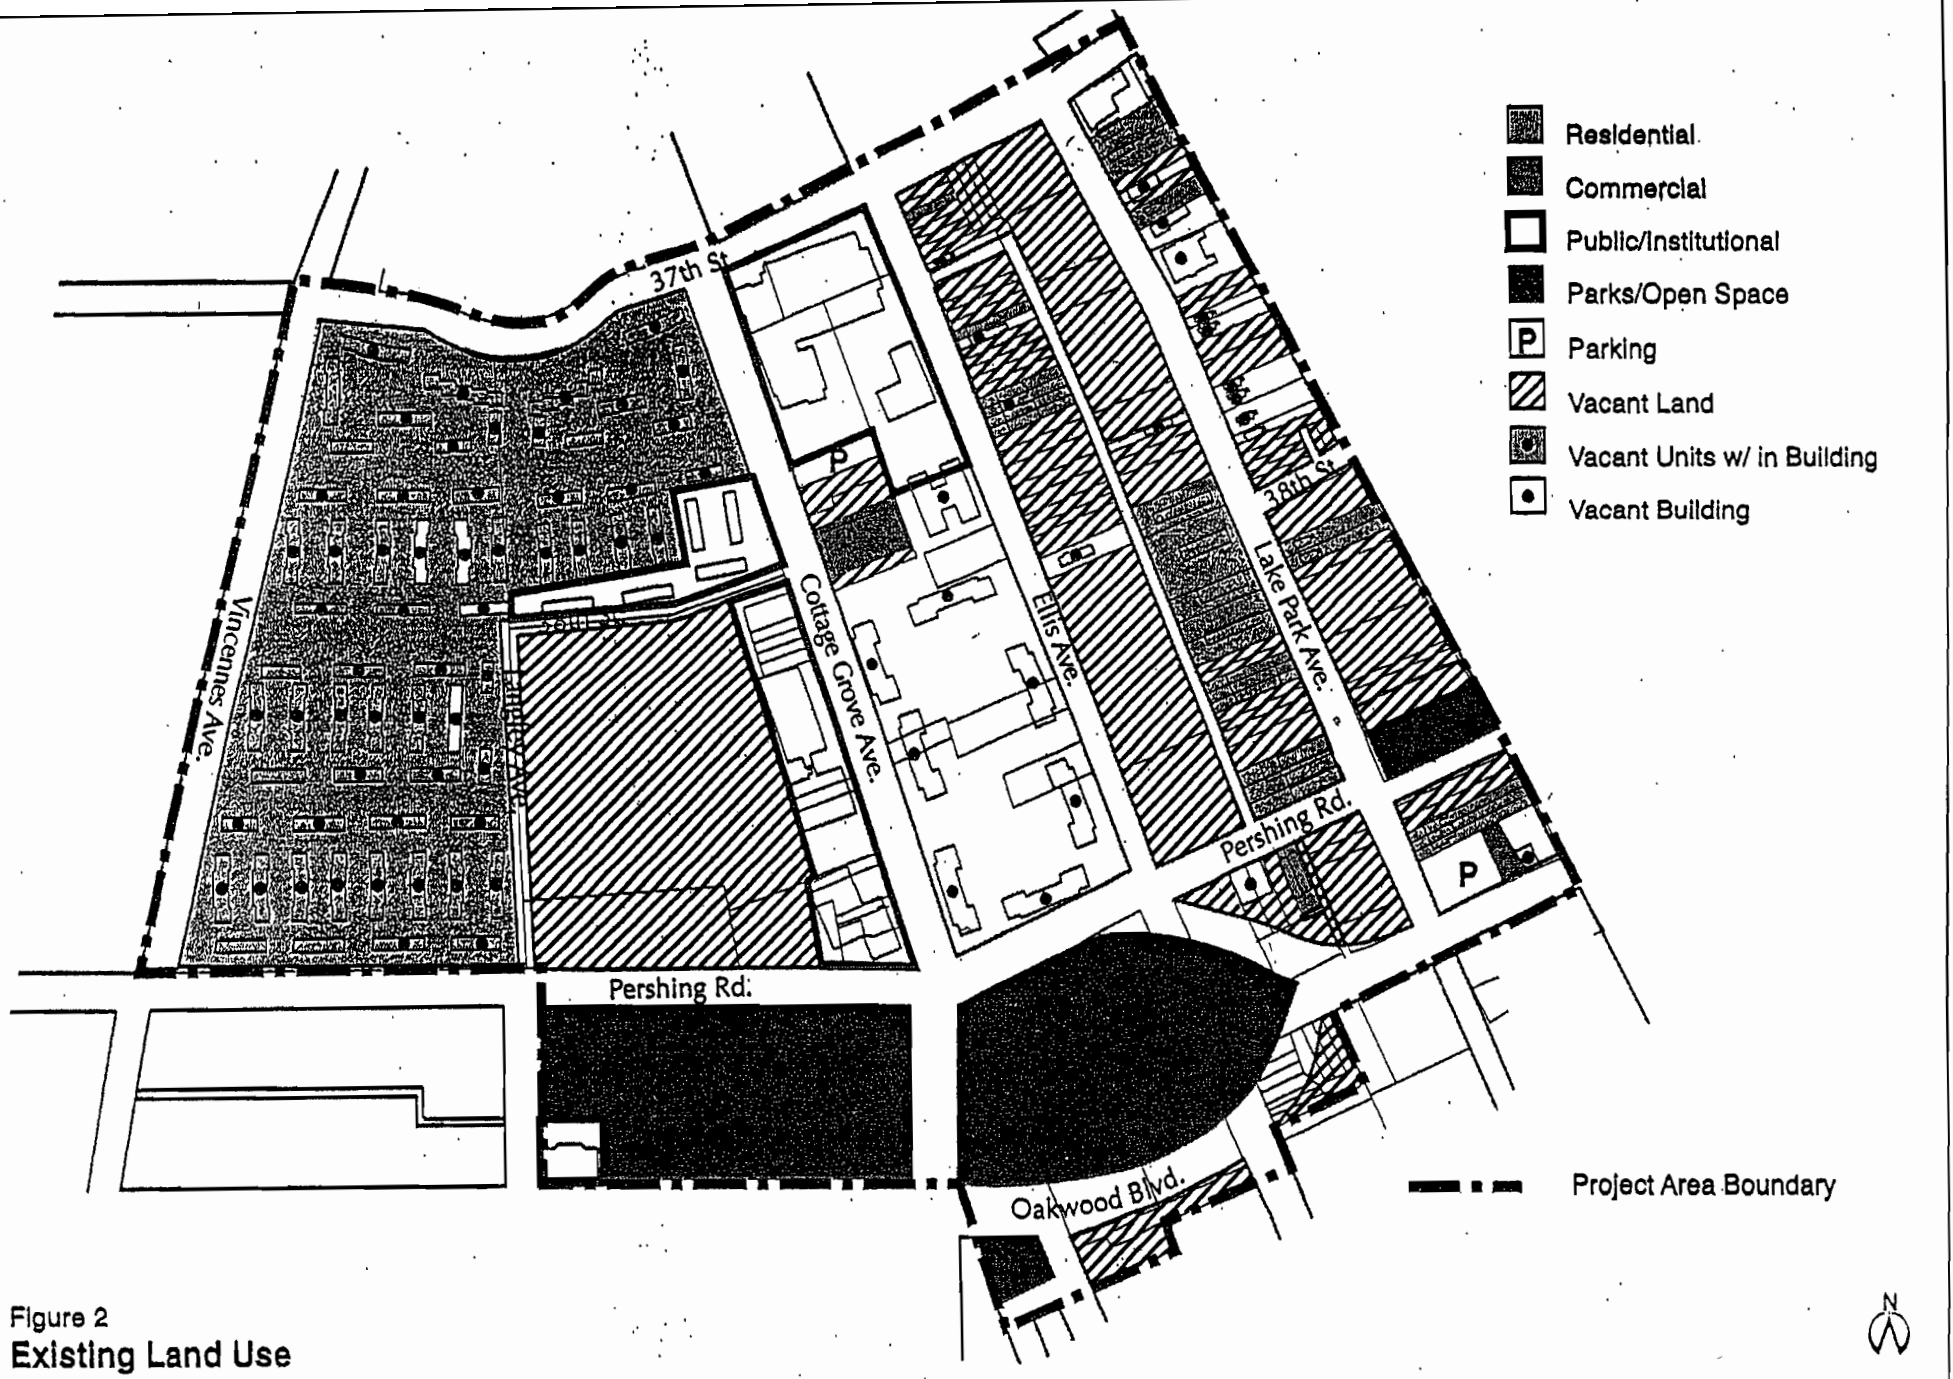 37th St
Residential
Commercial
Public/Institutional
Parks/Open Space
P Parking
Vacant Land
Vacant Units w/ in Building
Vacant Building
P
38th St
Vincennes Ave.
Cottage Grove Ave.
Ellis Ave.
Lake Park Ave.
Pershing Rd.
P
Pershing Rd.
Oakwood Blvd.
Project Area Boundary
Figure 2
Existing Land Use
N